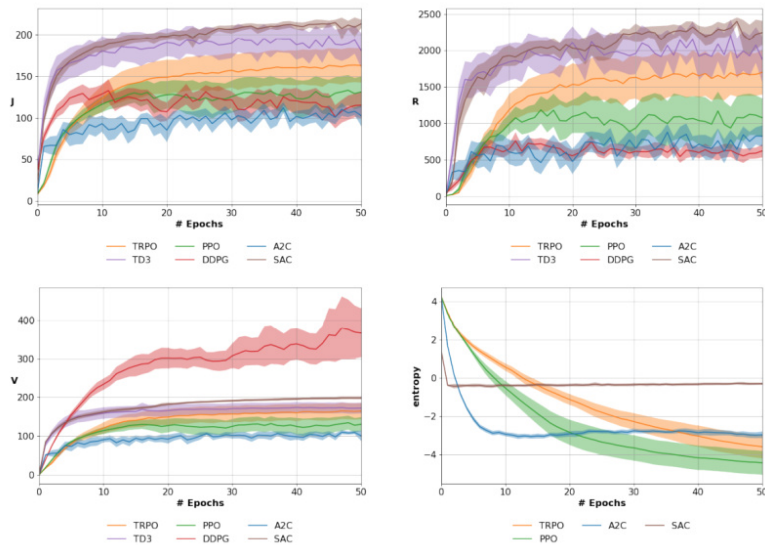 200
150
J
100
50
0
0 10 20 30 40 50
# Epochs
TRPO PPO A2C
TD3 DDPG SAC
2500
2000
1500
R
1000
500
0
0 10 20 30 40 50
# Epochs
TRPO PPO A2C
TD3 DDPG SAC
400
300
V
200
100
0
0 10 20 30 40 50
# Epochs
TRPO PPO A2C
TD3 DDPG SAC
4
2
0
entropy
-2
-4
0 10 20 30 40 50
# Epochs
TRPO A2C SAC
PPO